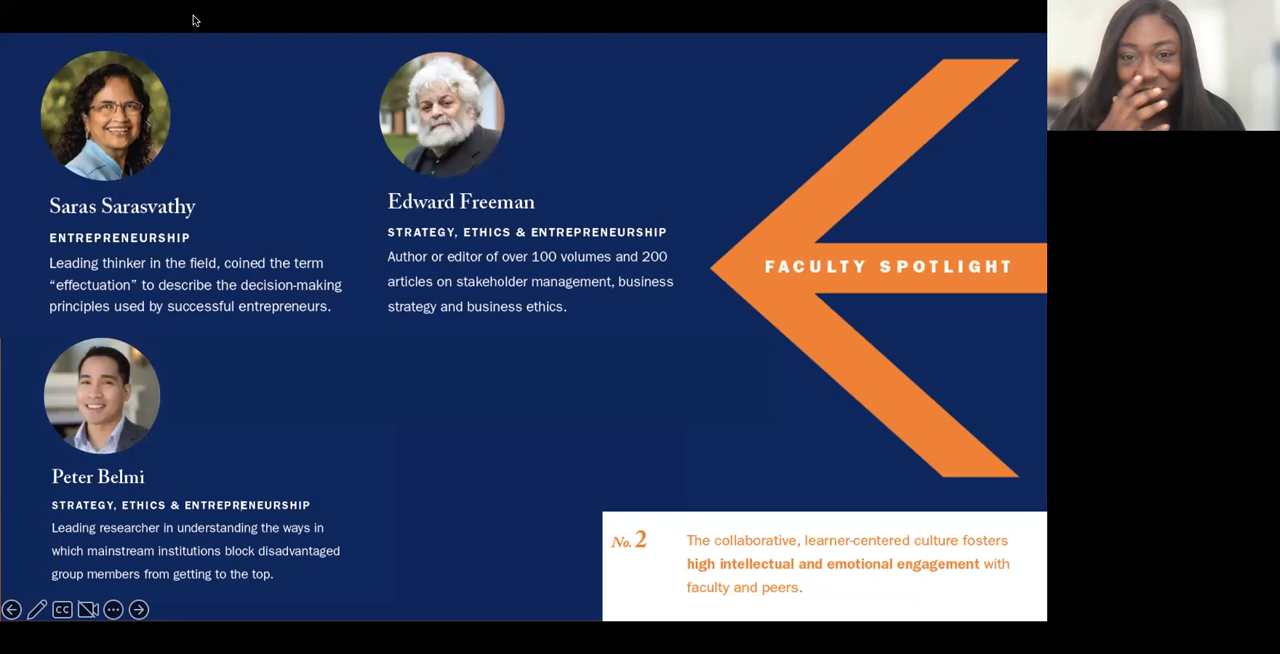 Saras Sarasvathy
ENTREPRENEURSHIP
Leading thinker in the field, coined the term
“effectuation” to describe the decision-making
principles used by successful entrepreneurs.
Edward Freeman
STRATEGY, ETHICS & ENTREPRENEURSHIP
Author or editor of over 100 volumes and 200
articles on stakeholder management, business
strategy and business ethics.
FACULTY SPOTLIGHT
Peter Belmi
STRATEGY, ETHICS & ENTREPRENEURSHIP
Leading researcher in understanding the ways in
which mainstream institutions block disadvantaged
group members from getting to the top.
No. 2
The collaborative, learner-centered culture fosters
high intellectual and emotional engagement with
faculty and peers.
CC